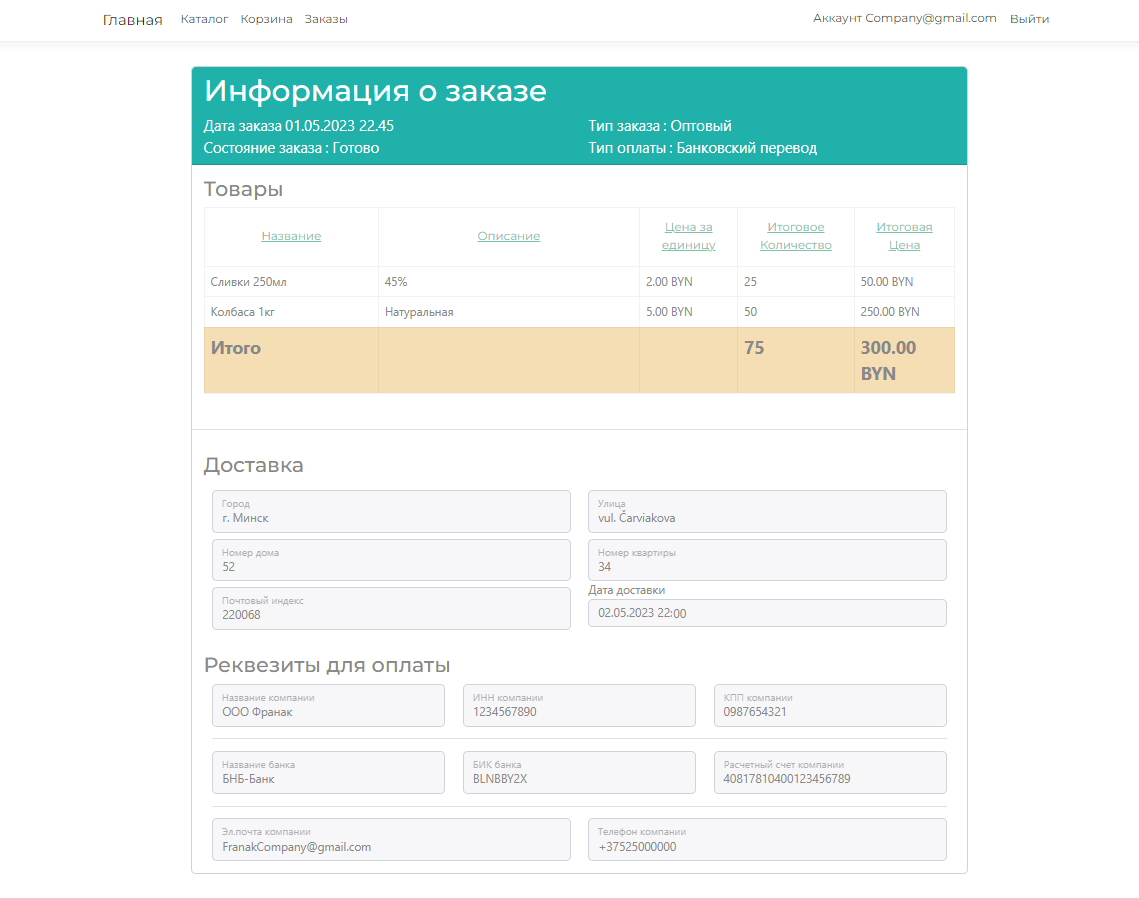 Главная Каталог Корзина Заказы Аккаунт Company@gmail.com Выйти
Информация о заказе
Дата заказа 01.05.2023 22.45 Тип заказа : Оптовый
Состояние заказа : Готово Тип оплаты : Банковский перевод
Товары
Название Описание Цена за единицу Итоговое Количество Итоговая Цена
Сливки 250мл 45% 2.00 BYN 25 50.00 BYN
Колбаса 1кг Натуральная 5.00 BYN 50 250.00 BYN
Итого 75 300.00 BYN
Доставка
Город Улица
г. Минск vul. Čarviakova
Номер дома Номер квартиры
52 34
Дата доставки
Почтовый индекс
220068 02.05.2023 22:00
Реквезиты для оплаты
Название компании ИНН компании КПП компании
ООО Франак 1234567890 0987654321
Название банка БИК банка Расчетный счет компании
БНБ-Банк BLNBBY2X 40817810400123456789
Эл.почта компании Телефон компании
FranakCompany@gmail.com +37525000000